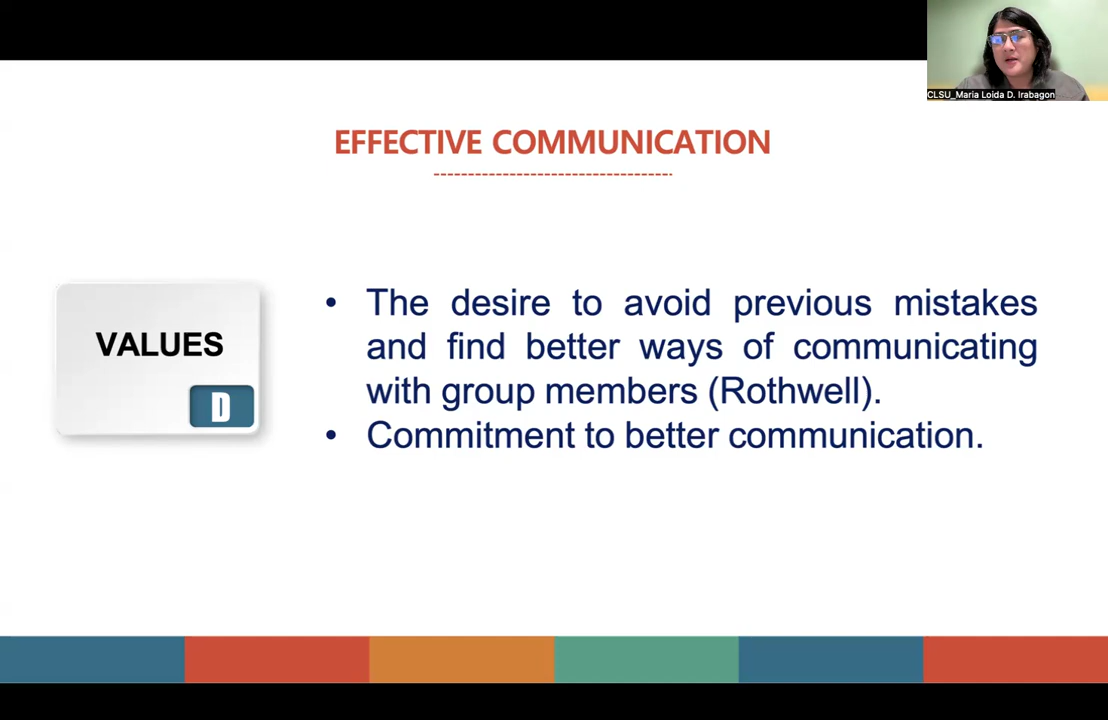 CLSU_Maria Loida D. Irabagon
EFFECTIVE COMMUNICATION
VALUES
D
• The desire to avoid previous mistakes
and find better ways of communicating
with group members (Rothwell).
• Commitment to better communication.